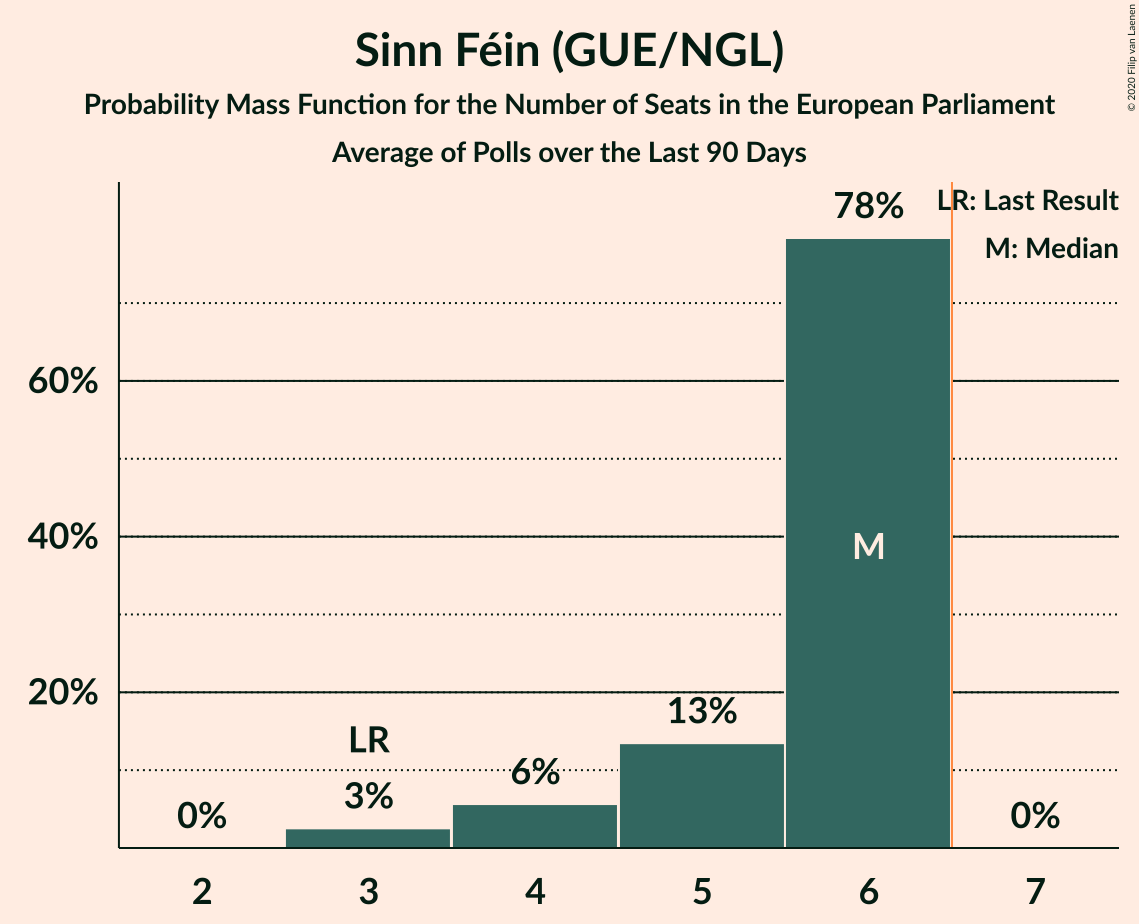 Sinn Féin (GUE/NGL)
Probability Mass Function for the Number of Seats in the European Parliament
Average of Polls over the Last 90 Days
© 2020 Filip van Laenen
LR: Last Result
M: Median
78%
60%
40%
M
20%
13%
LR
6%
3%
0%
0%
2 3 4 5 6 7